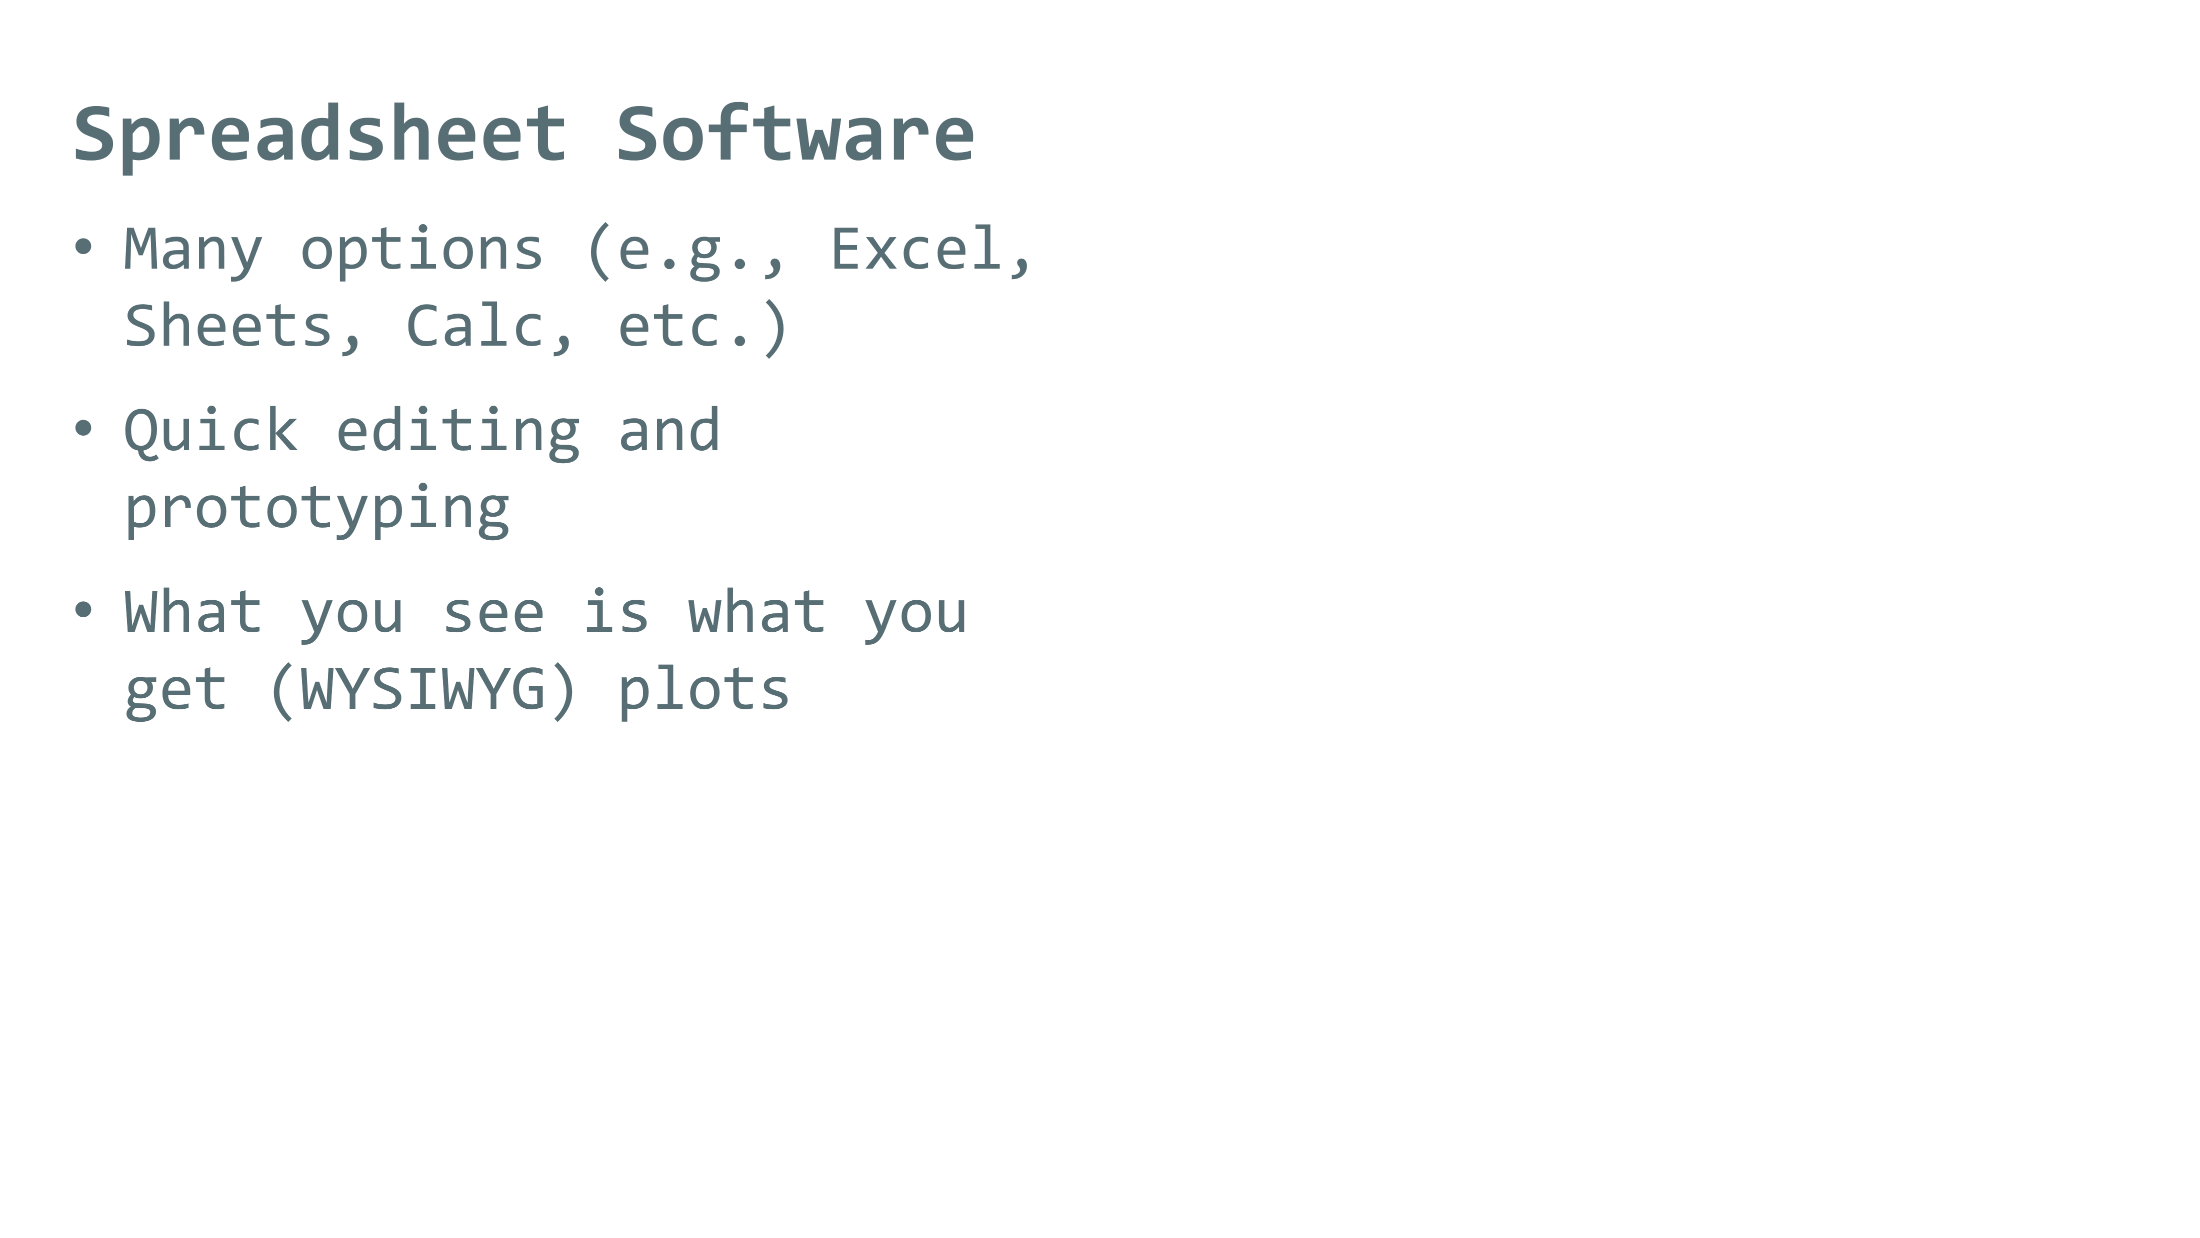 Spreadsheet Software
• Many options (e.g., Excel,
Sheets, Calc, etc.)
• Quick editing and
prototyping
• What you see is what you
get (WYSIWYG) plots